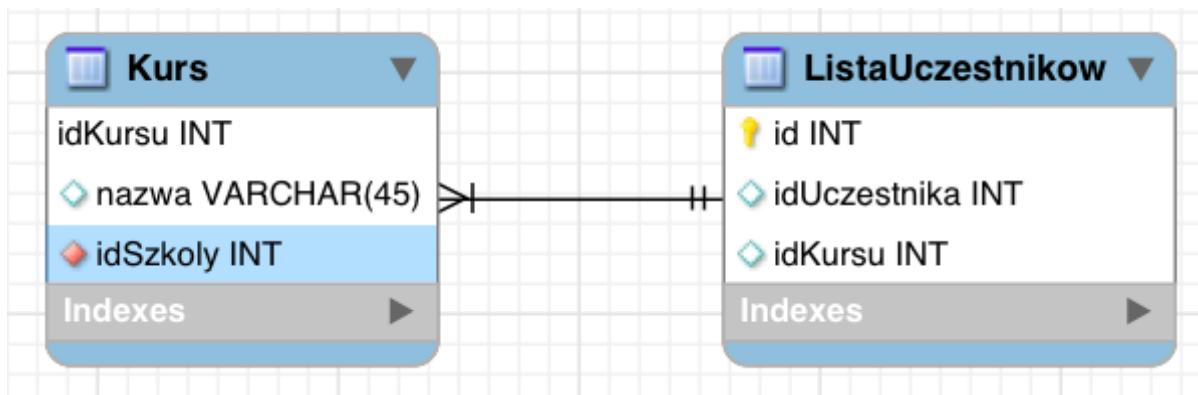 Kurs
idKursu INT
nazwa VARCHAR(45)
idSzkoly INT
Indexes
ListaUczestnikow
id INT
idUczestnika INT
idKursu INT
Indexes